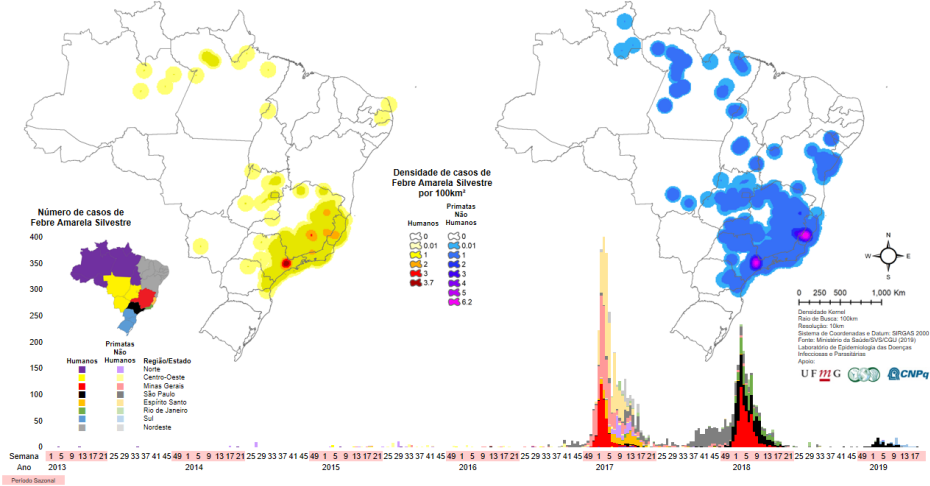 Densidade de casos de
Febre Amarela Silvestre
por 100km²
Humanos
Primatas
Não
Humanos
0
0.01
1
2
3
3.7
0
0.01
1
2
3
4
5
6.2
Número de casos de
Febre Amarela Silvestre
400
350
300
250
200
150
100
50
0
Humanos
Primatas
Não
Humanos
Região/Estado
Norte
Centro-Oeste
Minas Gerais
São Paulo
Espírito Santo
Rio de Janeiro
Sul
Nordeste
N
W
E
S
0 250 500 1,000 Km
Densidade Kernel
Raio de Busca: 100km
Resolução: 10km
Sistema de Coordenadas e Datum: SIRGAS 2000
Fonte: Ministério da Saúde/SVS/CGU (2019)
Laboratório de Epidemiologia das Doenças
Infecciosas e Parasitárias
Apoio:
UFmG
CNPq
Semana 1 5 9 13 17 21 25 29 33 37 41 45 49 1 5 9 13 17 21 25 29 33 37 41 45 49 1 5 9 13 17 21 25 29 33 37 41 45 49 1 5 9 13 17 21 25 29 33 37 41 45 49 1 5 9 13 17 21 25 29 33 37 41 45 49 1 5 9 13 17 21 25 29 33 37 41 45 49 1 5 9 13 17
Ano 2013 2014 2015 2016 2017 2018 2019
Período Sazonal